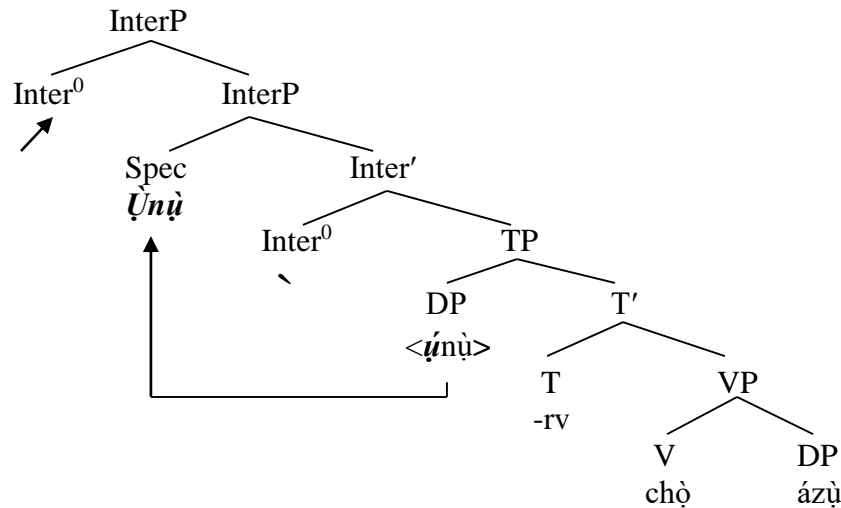 InterP
Inter⁰ InterP
Spec Inter′
Ụ̀nụ̀
Inter⁰ TP
̀
DP T′
<ụ́nụ̀>
T VP
-rv
V DP
chọ̀ ázụ̀